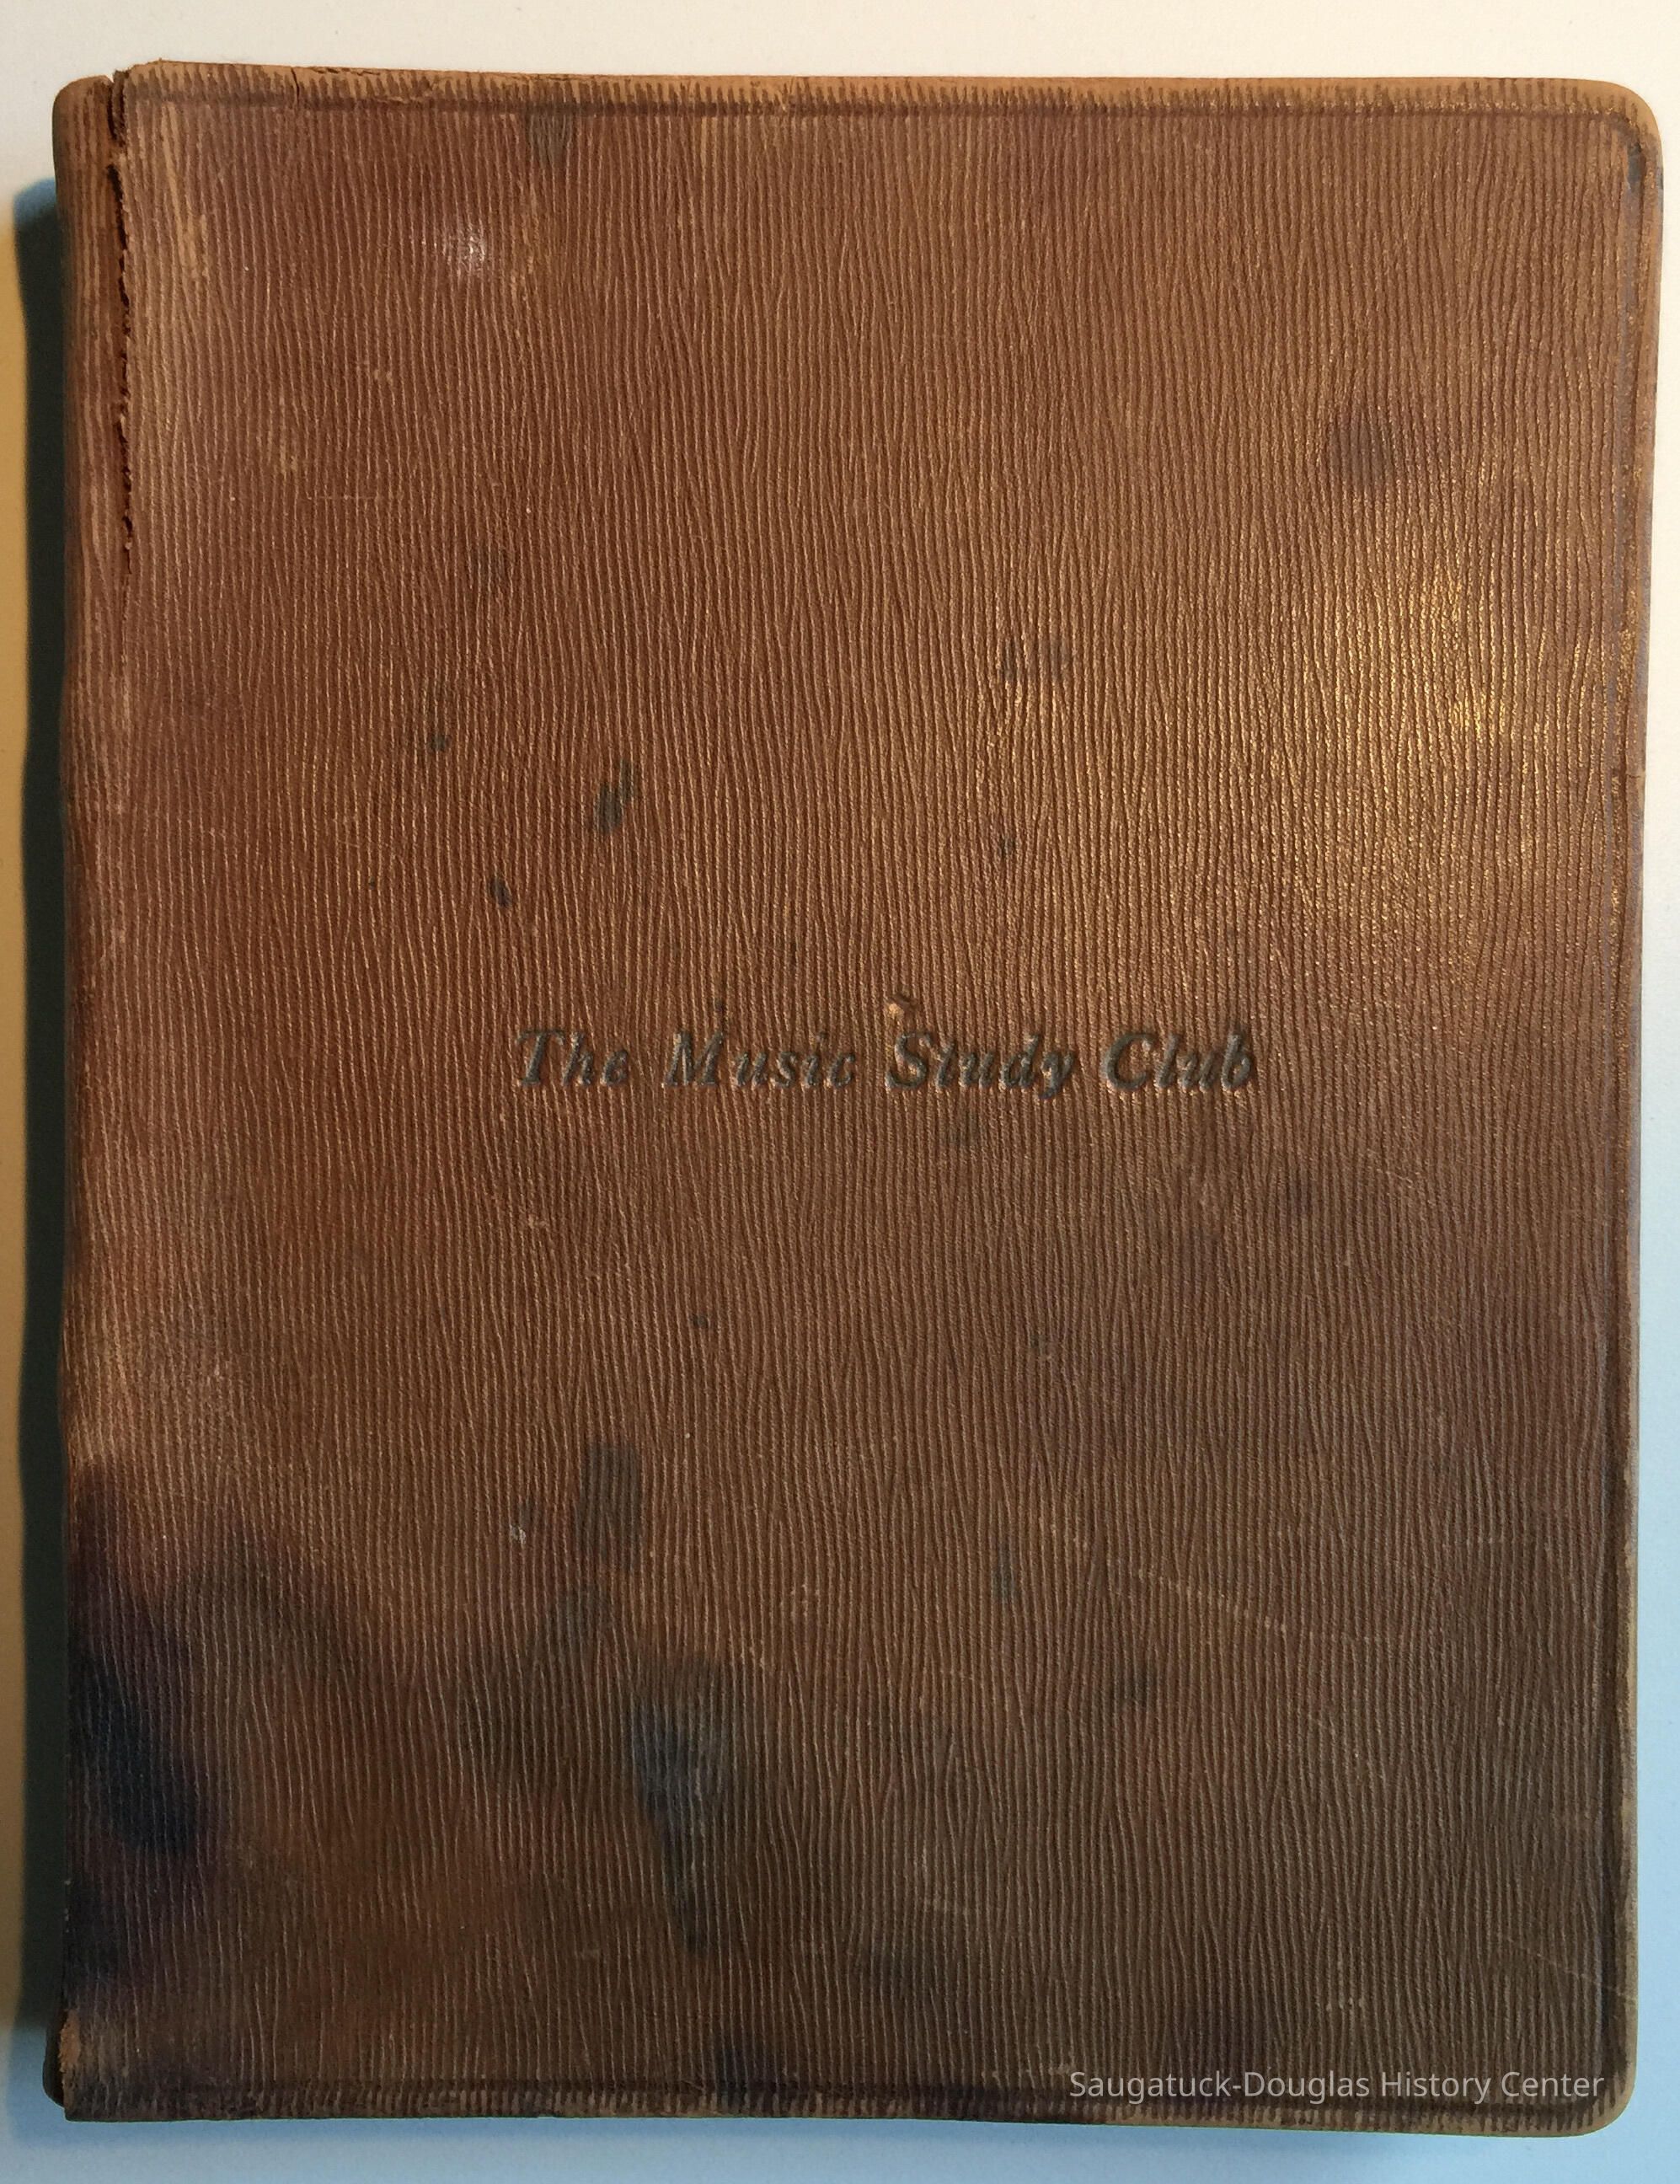 The Music Study Club
Saugatuck-Douglas History Center